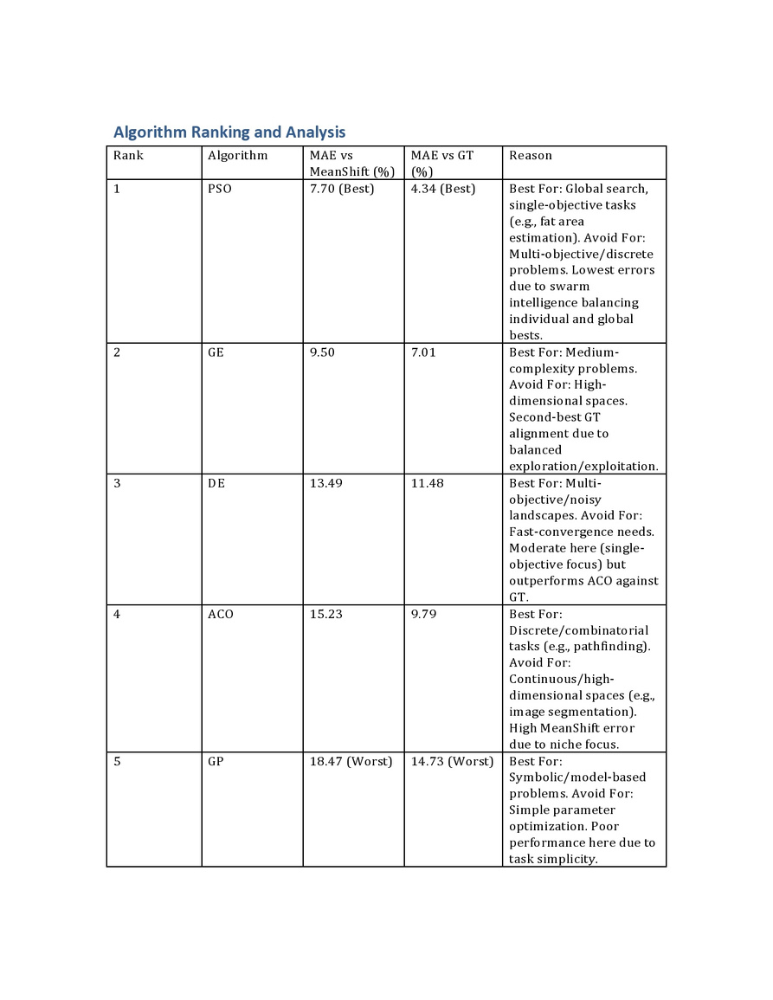 Algorithm Ranking and Analysis
Rank Algorithm MAE vs MeanShift (%) MAE vs GT (%) Reason
1 PSO 7.70 (Best) 4.34 (Best) Best For: Global search,
single-objective tasks
(e.g., fat area
estimation). Avoid For:
Multi-objective/discrete
problems. Lowest errors
due to swarm
intelligence balancing
individual and global
bests.
2 GE 9.50 7.01 Best For: Medium-
complexity problems.
Avoid For: High-
dimensional spaces.
Second-best GT
alignment due to
balanced
exploration/exploitation.
3 DE 13.49 11.48 Best For: Multi-
objective/noisy
landscapes. Avoid For:
Fast-convergence needs.
Moderate here (single-
objective focus) but
outperforms ACO against
GT.
4 ACO 15.23 9.79 Best For:
Discrete/combinatorial
tasks (e.g., pathfinding).
Avoid For:
Continuous/high-
dimensional spaces (e.g.,
image segmentation).
High MeanShift error
due to niche focus.
5 GP 18.47 (Worst) 14.73 (Worst) Best For:
Symbolic/model-based
problems. Avoid For:
Simple parameter
optimization. Poor
performance here due to
task simplicity.